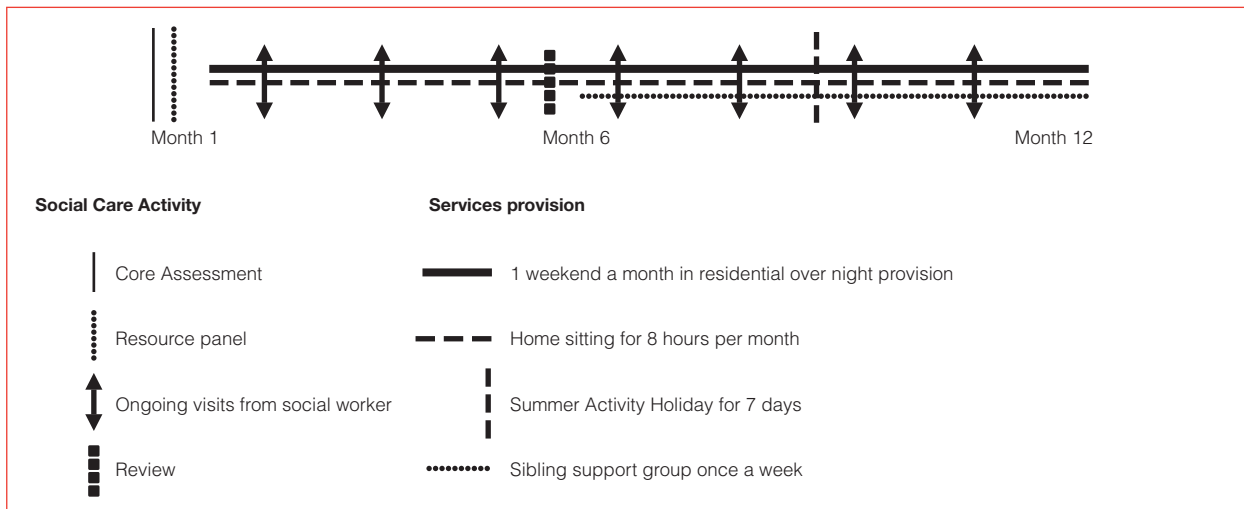 Month 1
Month 6
Month 12
Social Care Activity
Services provision
Core Assessment
1 weekend a month in residential over night provision
Resource panel
Home sitting for 8 hours per month
Ongoing visits from social worker
Summer Activity Holiday for 7 days
Review
Sibling support group once a week